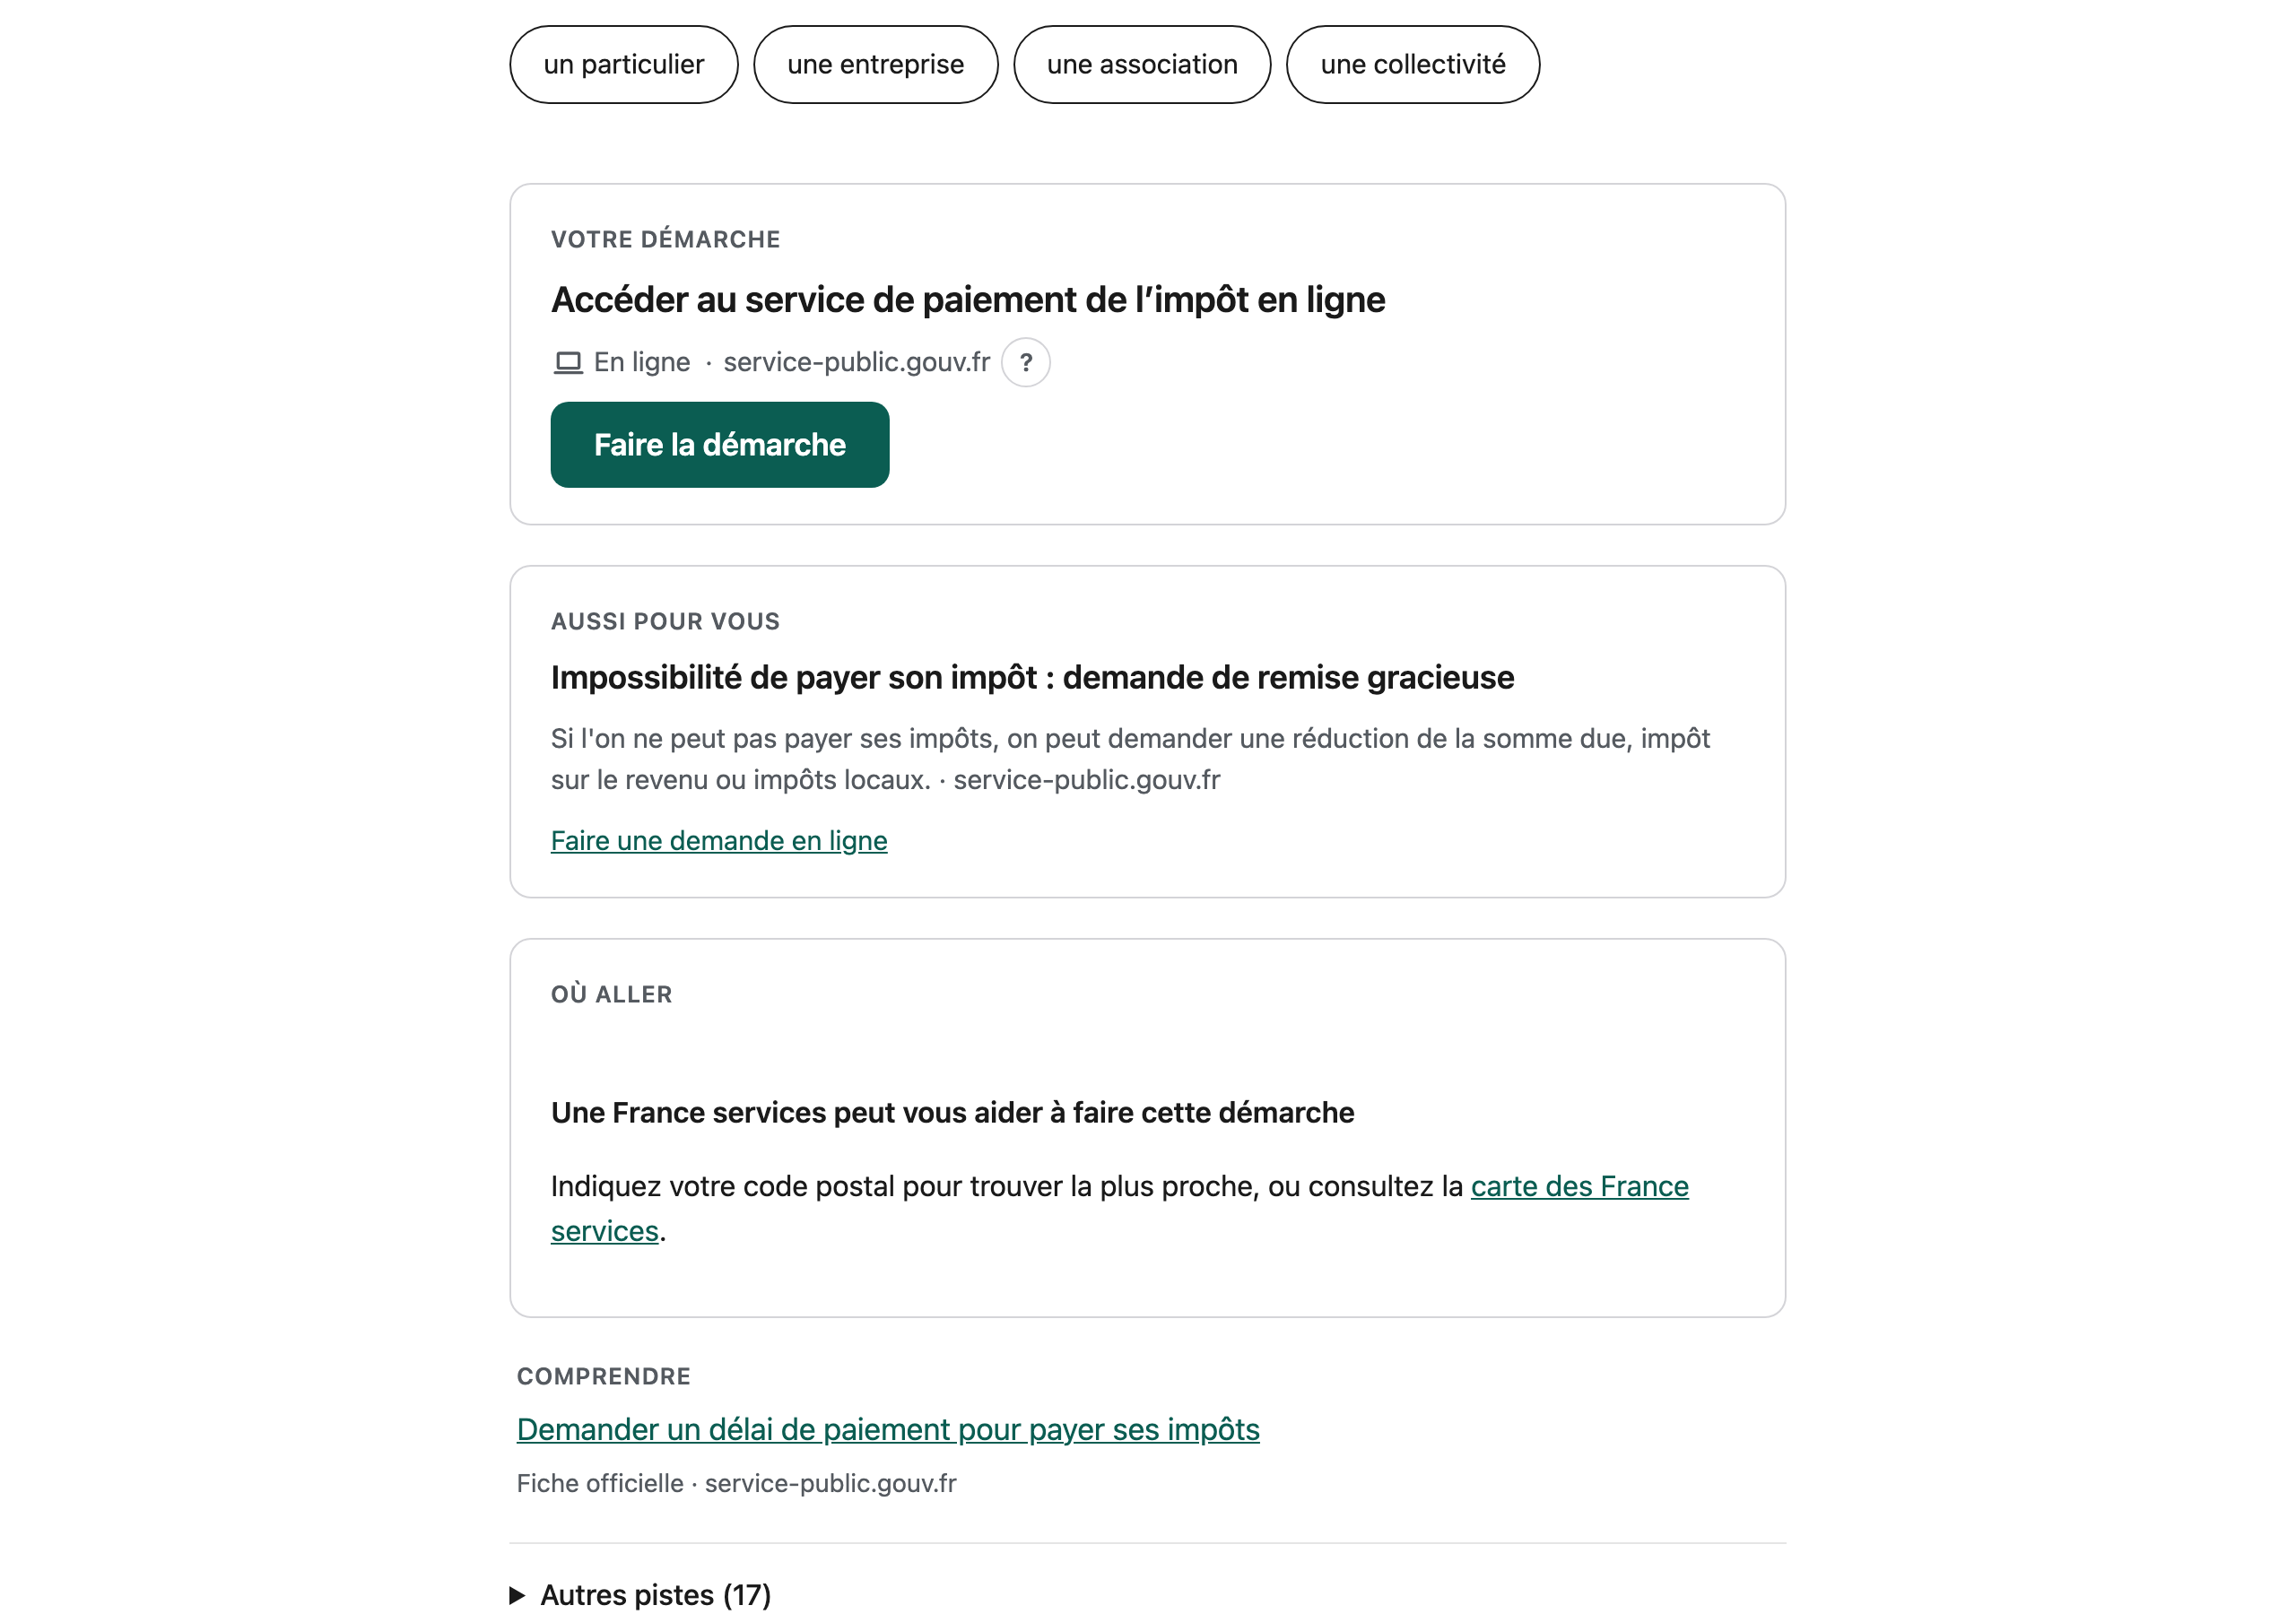 un particulier
une entreprise
une association
une collectivité
VOTRE DÉMARCHE
Accéder au service de paiement de l’impôt en ligne
En ligne · service-public.gouv.fr ?
Faire la démarche
AUSSI POUR VOUS
Impossibilité de payer son impôt : demande de remise gracieuse
Si l'on ne peut pas payer ses impôts, on peut demander une réduction de la somme due, impôt
sur le revenu ou impôts locaux. · service-public.gouv.fr
Faire une demande en ligne
OÙ ALLER
Une France services peut vous aider à faire cette démarche
Indiquez votre code postal pour trouver la plus proche, ou consultez la carte des France
services.
COMPRENDRE
Demander un délai de paiement pour payer ses impôts
Fiche officielle · service-public.gouv.fr
Autres pistes (17)